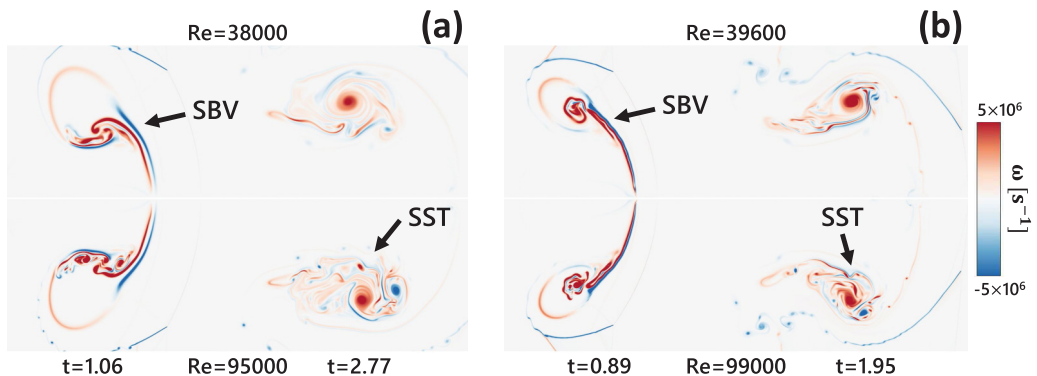 Re=38000 (a)
SBV
SST
t=1.06 Re=95000 t=2.77
Re=39600 (b)
SBV
SST
t=0.89 Re=99000 t=1.95
5×10⁶
ω [s⁻¹]
-5×10⁶